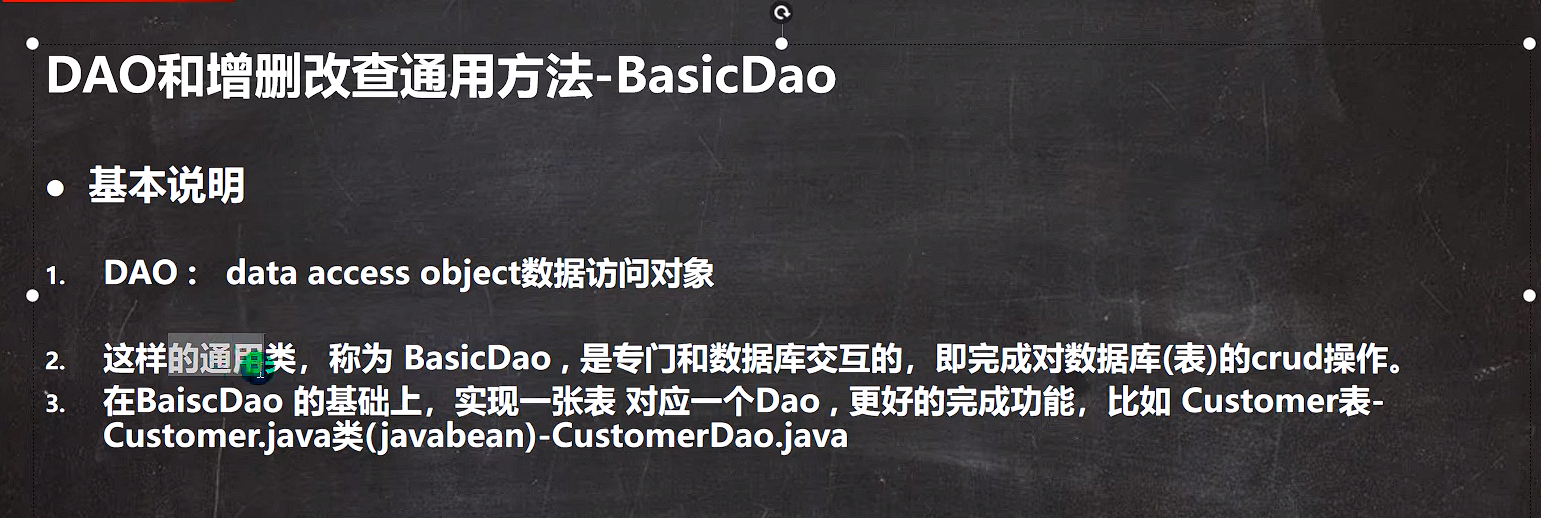 DAO和增删改查通用方法-BasicDao
● 基本说明
1. DAO： data access object数据访问对象
2. 这样的通用类，称为 BasicDao , 是专门和数据库交互的，即完成对数据库(表)的crud操作。
3. 在BaiscDao 的基础上，实现一张表 对应一个Dao , 更好的完成功能，比如 Customer表-
Customer.java类(javabean)-CustomerDao.java